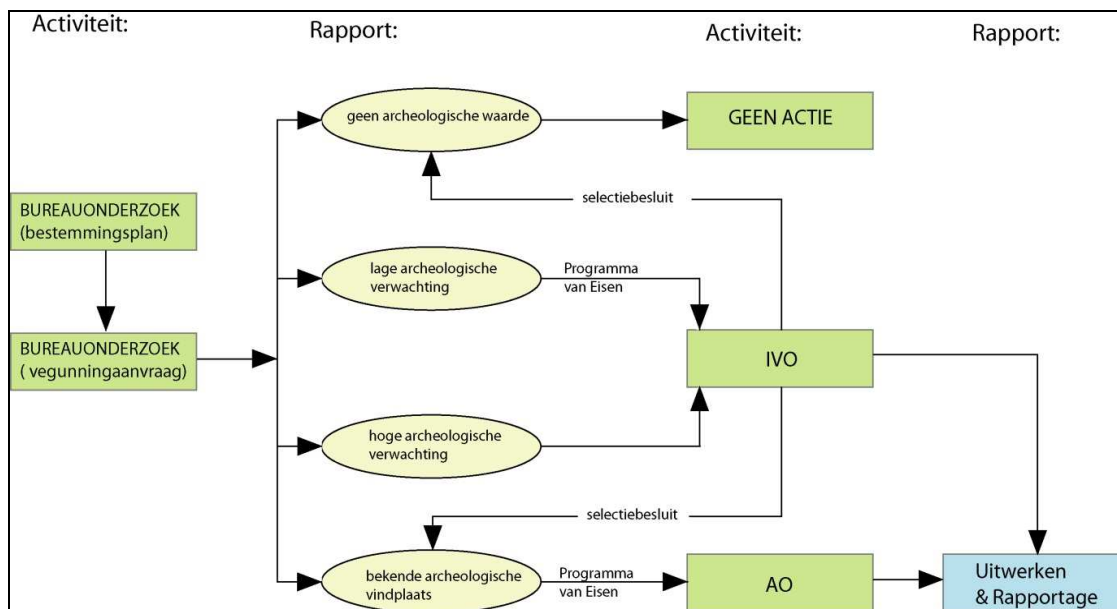 Activiteit:
Rapport:
Activiteit:
Rapport:
geen archeologische waarde
GEEN ACTIE
selectiebesluit
BUREAUONDERZOEK
(bestemmingsplan)
lage archeologische
verwachting
Programma
van Eisen
BUREAUONDERZOEK
( vegunningaanvraag)
IVO
hoge archeologische
verwachting
selectiebesluit
bekende archeologische
vindplaats
Programma
van Eisen
AO
Uitwerken
& Rapportage